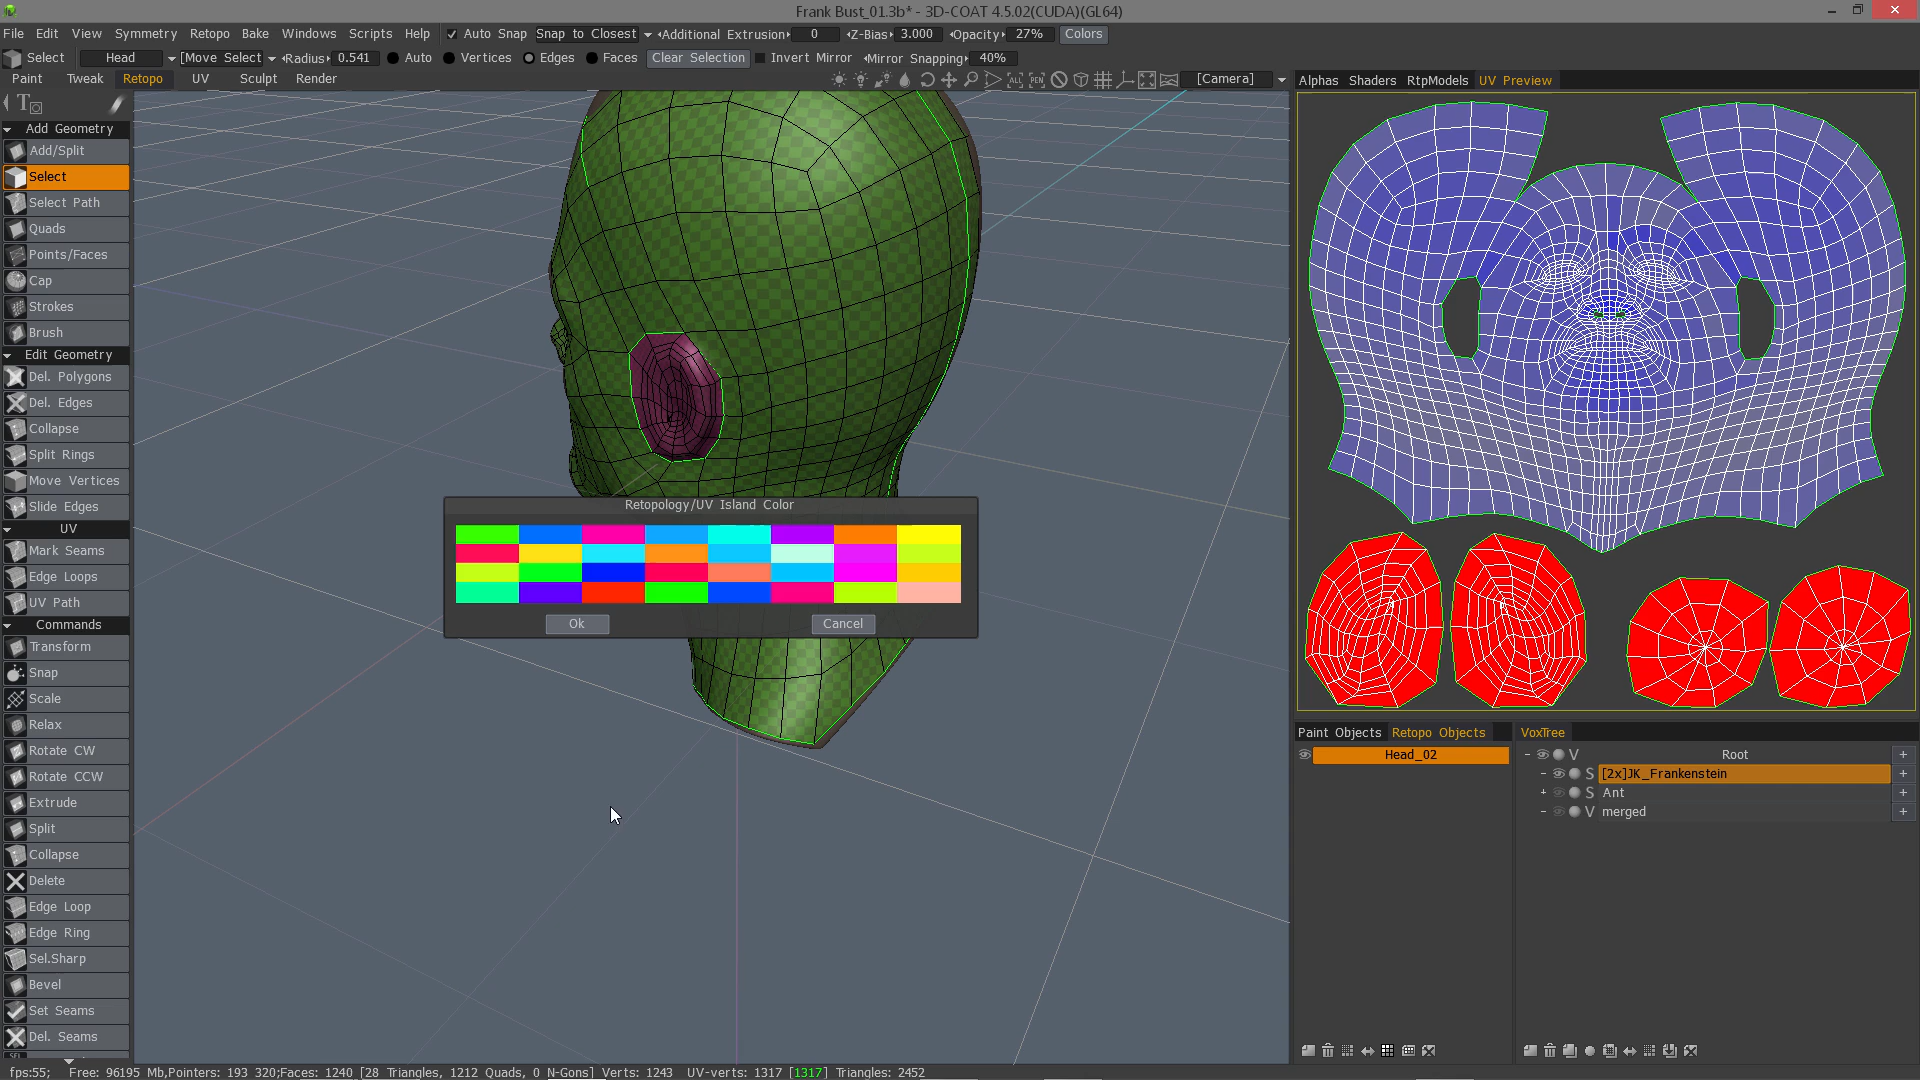 Frank Bust_01.3b* - 3D-COAT 4.5.02(CUDA)(GL64)
File Edit View Symmetry Retopo Bake Windows Scripts Help Auto Snap Snap to Closest Additional Extrusion 0 Z-Bias 3.000 Opacity 27% Colors
Select Head [Move Select Radius 0.541 Auto Vertices Edges Faces Clear Selection Invert Mirror Mirror Snapping 40%
Paint Tweak Retopo UV Sculpt Render [Camera] Alphas Shaders RtpModels UV Preview
Add Geometry
Add/Split
Select
Select Path
Quads
Points/Faces
Cap
Strokes
Brush
Edit Geometry
Del. Polygons
Del. Edges
Collapse
Split Rings
Move Vertices
Slide Edges
UV
Mark Seams
Edge Loops
UV Path
Commands
Transform
Snap
Scale
Relax
Rotate CW
Rotate CCW
Extrude
Split
Collapse
Delete
Edge Loop
Edge Ring
Sel.Sharp
Bevel
Set Seams
Del. Seams
Retopology/UV Island Color
Ok Cancel
Paint Objects Retopo Objects
Head_02
VoxTree
V Root +
S [2x]JK_Frankenstein +
S Ant +
V merged +
fps:55; Free: 96195 Mb,Pointers: 193 320;Faces: 1240 [28 Triangles, 1212 Quads, 0 N-Gons] Verts: 1243 UV-verts: 1317 [1317] Triangles: 2452